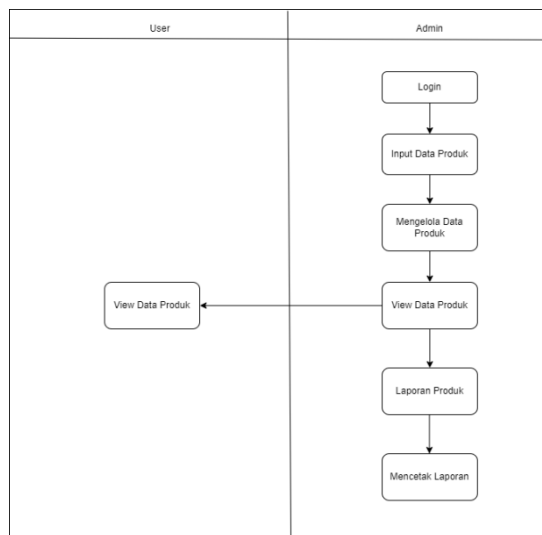 User
Admin
Login
Input Data Produk
Mengelola Data
Produk
View Data Produk
View Data Produk
Laporan Produk
Mencetak Laporan